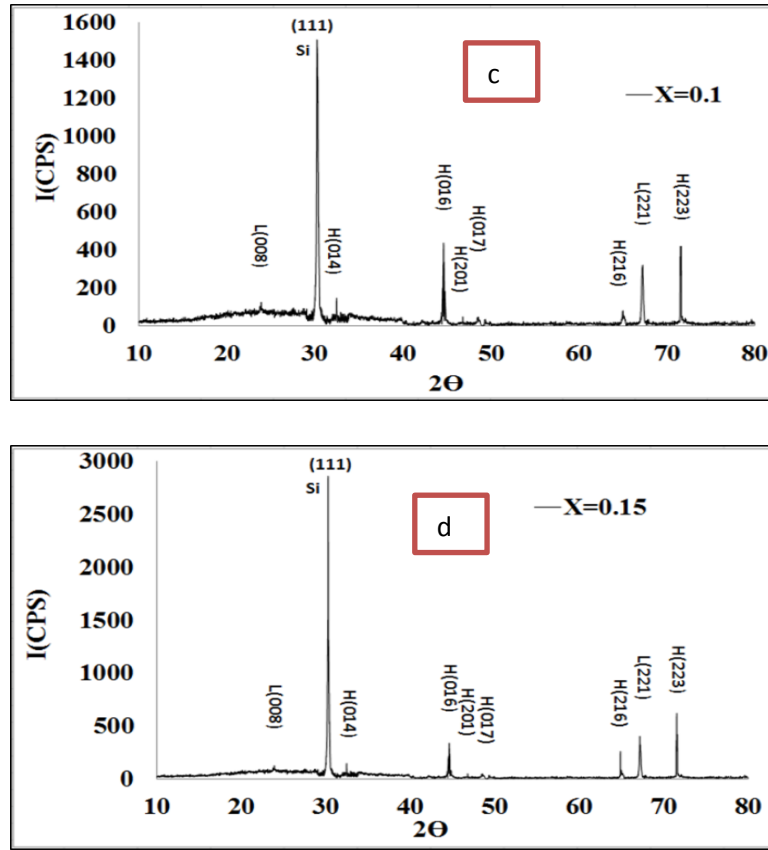 1600
1400
1200
1000
800
600
400
200
0
I(CPS)
(111)
Si
c
X=0.1
L(008)
H(014)
H(016)
H(201)
H(017)
H(216)
L(221)
H(223)
10 20 30 40 50 60 70 80
2Ɵ
3000
2500
2000
1500
1000
500
0
I(CPS)
(111)
Si
d
X=0.15
L(008)
H(014)
H(016)
H(201)
H(017)
H(216)
L(221)
H(223)
10 20 30 40 50 60 70 80
2Ɵ